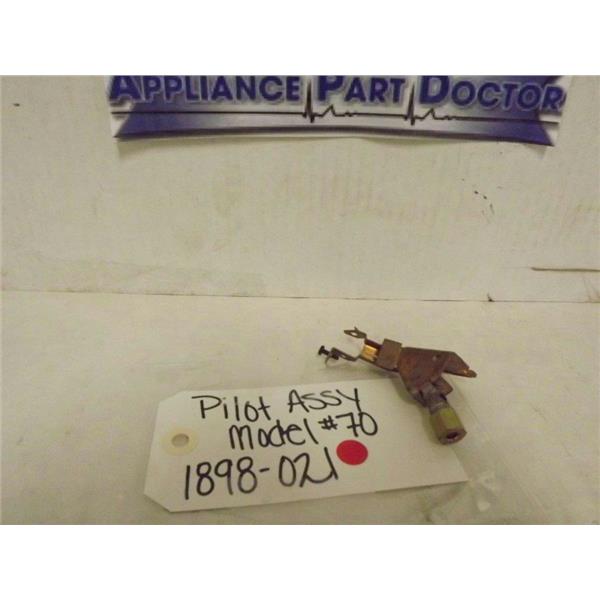 APPLIANCE PART DOCTOR
Pilot Assy
Model #70
1898-021